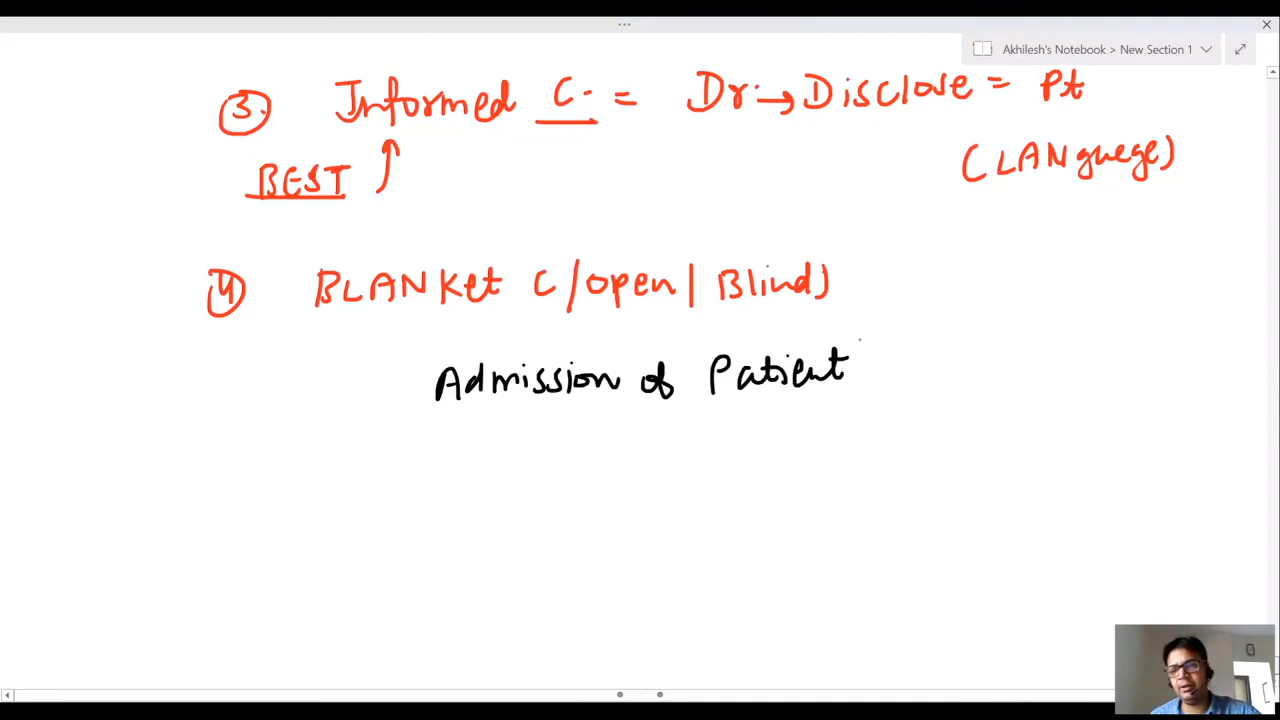 Akhilesh's Notebook > New Section 1
3. Informed C. = Dr. → Disclose = Pt
(LANguege)
BEST
4 BLANKet C/open/Blind)
Admission of Patient